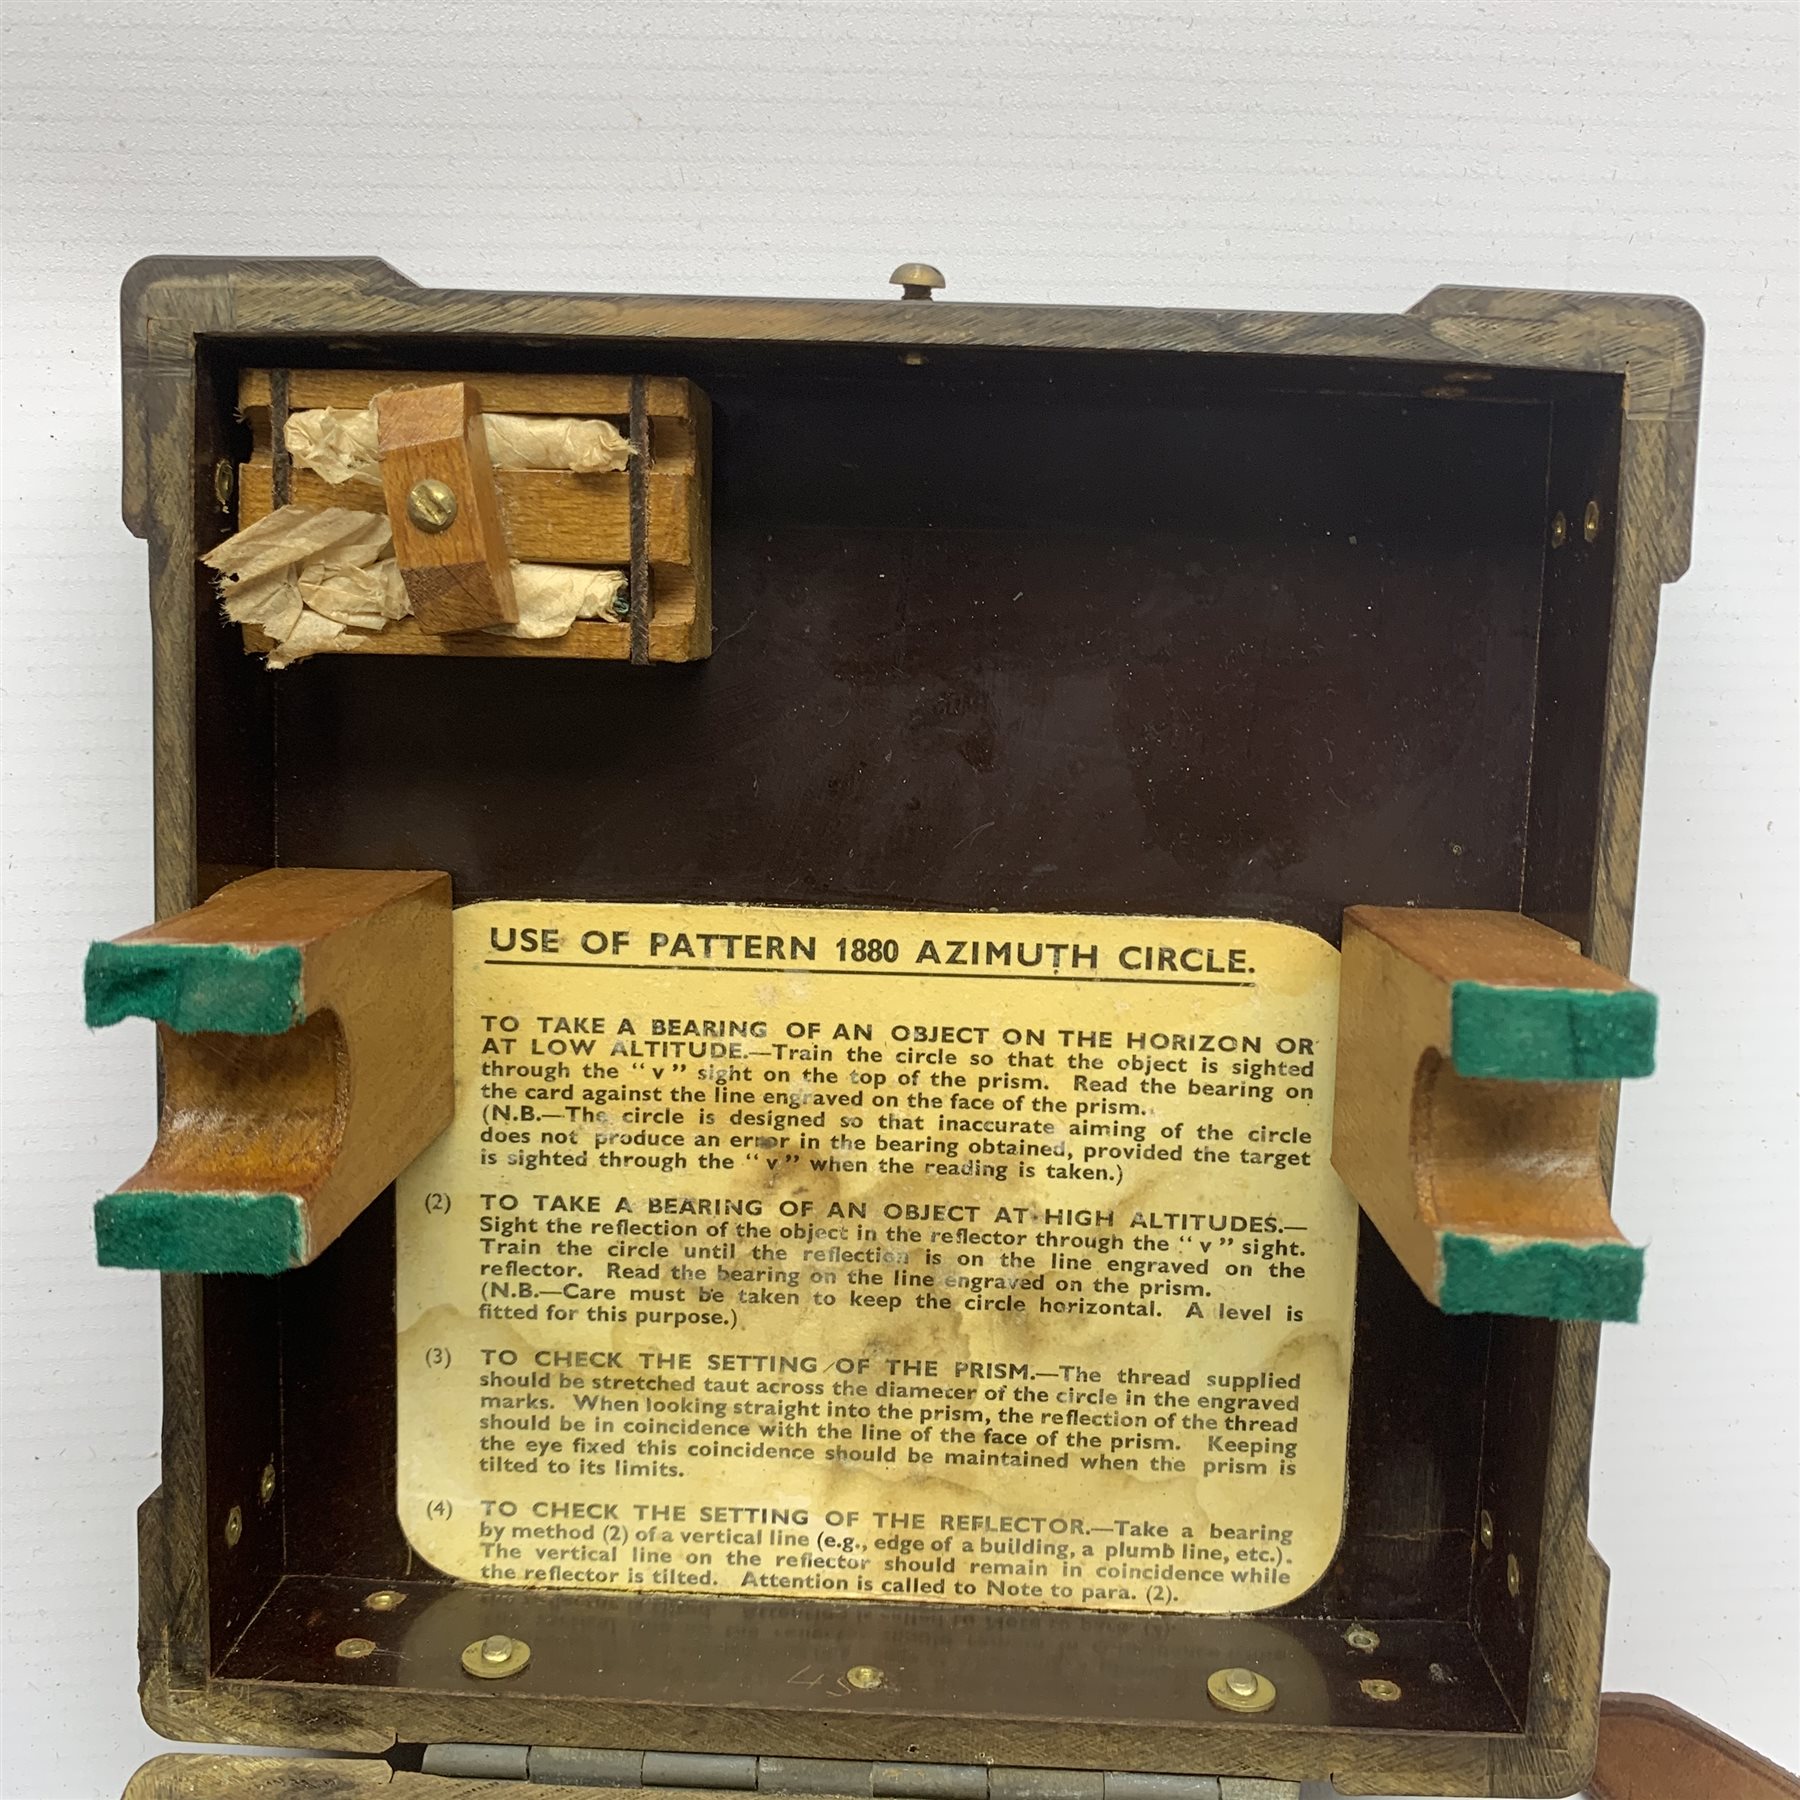 USE OF PATTERN 1880 AZIMUTH CIRCLE.
TO TAKE A BEARING OF AN OBJECT ON THE HORIZON OR
AT LOW ALTITUDE.—Train the circle so that the object is sighted
through the “ v ” sight on the top of the prism. Read the bearing on
the card against the line engraved on the face of the prism.
(N.B.—The circle is designed so that inaccurate aiming of the circle
does not produce an error in the bearing obtained, provided the target
is sighted through the “ v ” when the reading is taken.)
(2) TO TAKE A BEARING OF AN OBJECT AT HIGH ALTITUDES.—
Sight the reflection of the object in the reflector through the “ v ” sight.
Train the circle until the reflection is on the line engraved on the
reflector. Read the bearing on the line engraved on the prism.
(N.B.—Care must be taken to keep the circle horizontal. A level is
fitted for this purpose.)
(3) TO CHECK THE SETTING OF THE PRISM.—The thread supplied
should be stretched taut across the diameter of the circle in the engraved
marks. When looking straight into the prism, the reflection of the thread
should be in coincidence with the line of the face of the prism. Keeping
the eye fixed this coincidence should be maintained when the prism is
tilted to its limits.
(4) TO CHECK THE SETTING OF THE REFLECTOR.—Take a bearing
by method (2) of a vertical line (e.g., edge of a building, a plumb line, etc.).
The vertical line on the reflector should remain in coincidence while
the reflector is tilted. Attention is called to Note to para. (2).
45